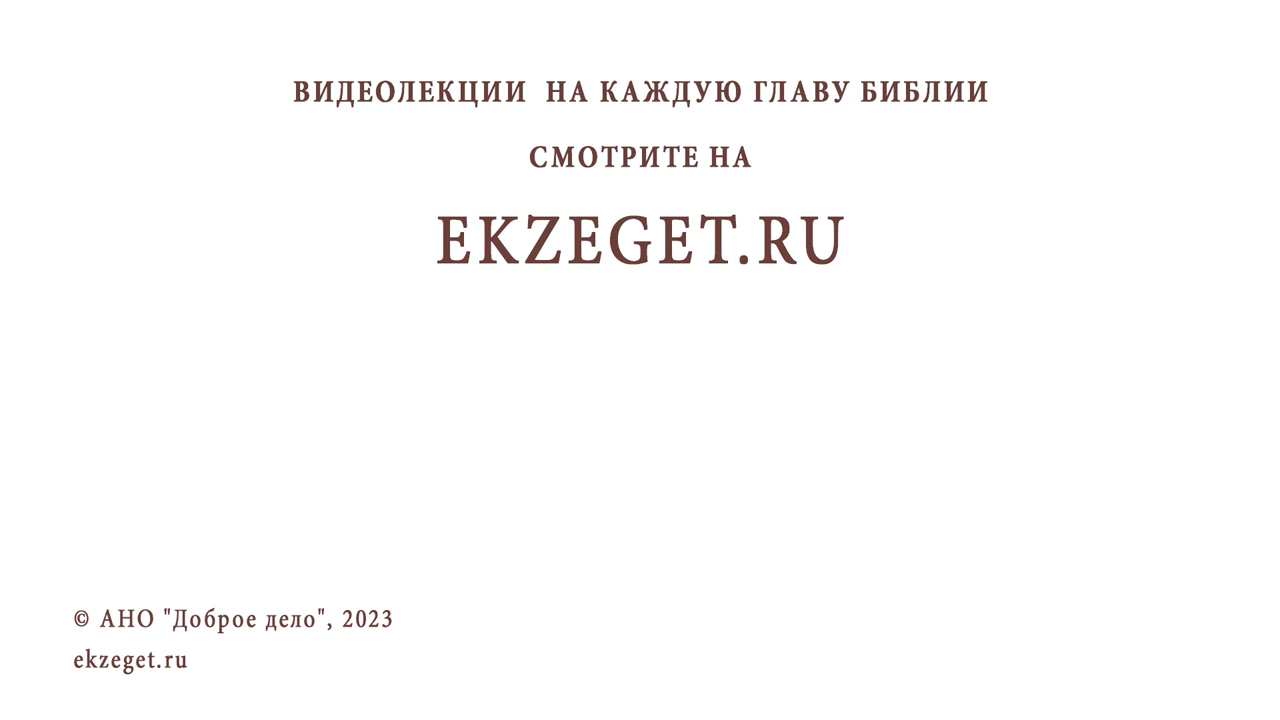 ВИДЕОЛЕКЦИИ НА КАЖДУЮ ГЛАВУ БИБЛИИ
СМОТРИТЕ НА
EKZEGET.RU
© АНО "Доброе дело", 2023
ekzeget.ru